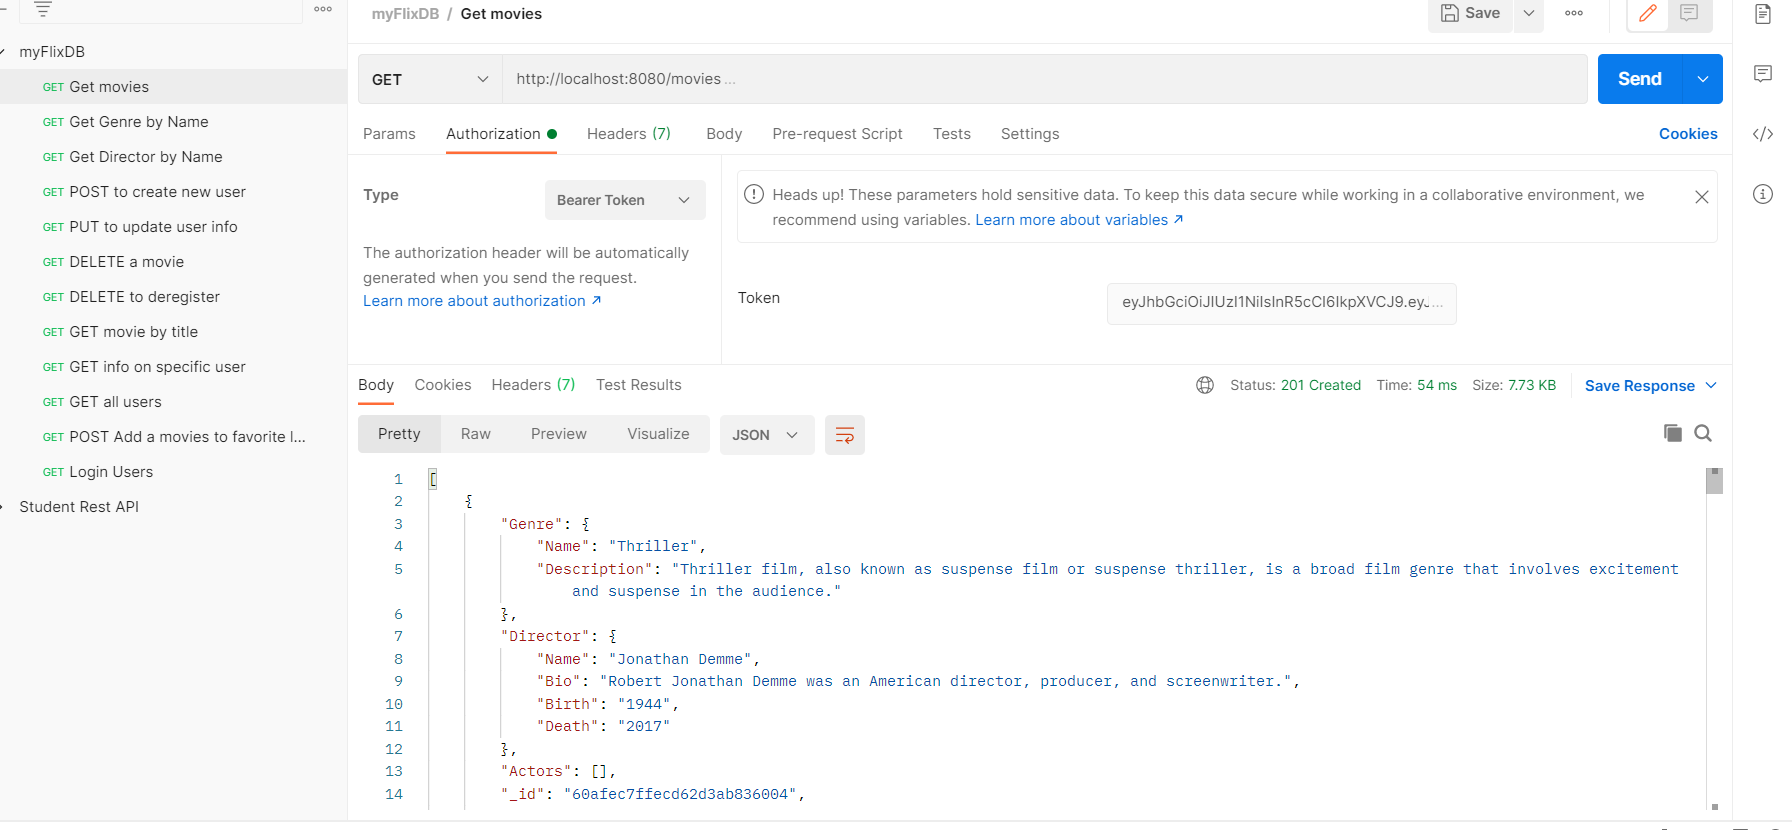 myFlixDB / Get movies
Save
myFlixDB
GET Get movies
GET Get Genre by Name
GET Get Director by Name
GET POST to create new user
GET PUT to update user info
GET DELETE a movie
GET DELETE to deregister
GET GET movie by title
GET GET info on specific user
GET GET all users
GET POST Add a movies to favorite l...
GET Login Users
Student Rest API
GET http://localhost:8080/movies ...
Send
Params Authorization Headers (7) Body Pre-request Script Tests Settings Cookies
Type Bearer Token
The authorization header will be automatically
generated when you send the request.
Learn more about authorization ↗
Heads up! These parameters hold sensitive data. To keep this data secure while working in a collaborative environment, we
recommend using variables. Learn more about variables ↗
Token eyJhbGciOiJIUzI1NiIsInR5cCI6IkpXVCJ9.eyJ...
Body Cookies Headers (7) Test Results Status: 201 Created Time: 54 ms Size: 7.73 KB Save Response
Pretty Raw Preview Visualize JSON
1 [
2 {
3 "Genre": {
4 "Name": "Thriller",
5 "Description": "Thriller film, also known as suspense film or suspense thriller, is a broad film genre that involves excitement
and suspense in the audience."
6 },
7 "Director": {
8 "Name": "Jonathan Demme",
9 "Bio": "Robert Jonathan Demme was an American director, producer, and screenwriter.",
10 "Birth": "1944",
11 "Death": "2017"
12 },
13 "Actors": [],
14 "_id": "60afec7ffecd62d3ab836004",